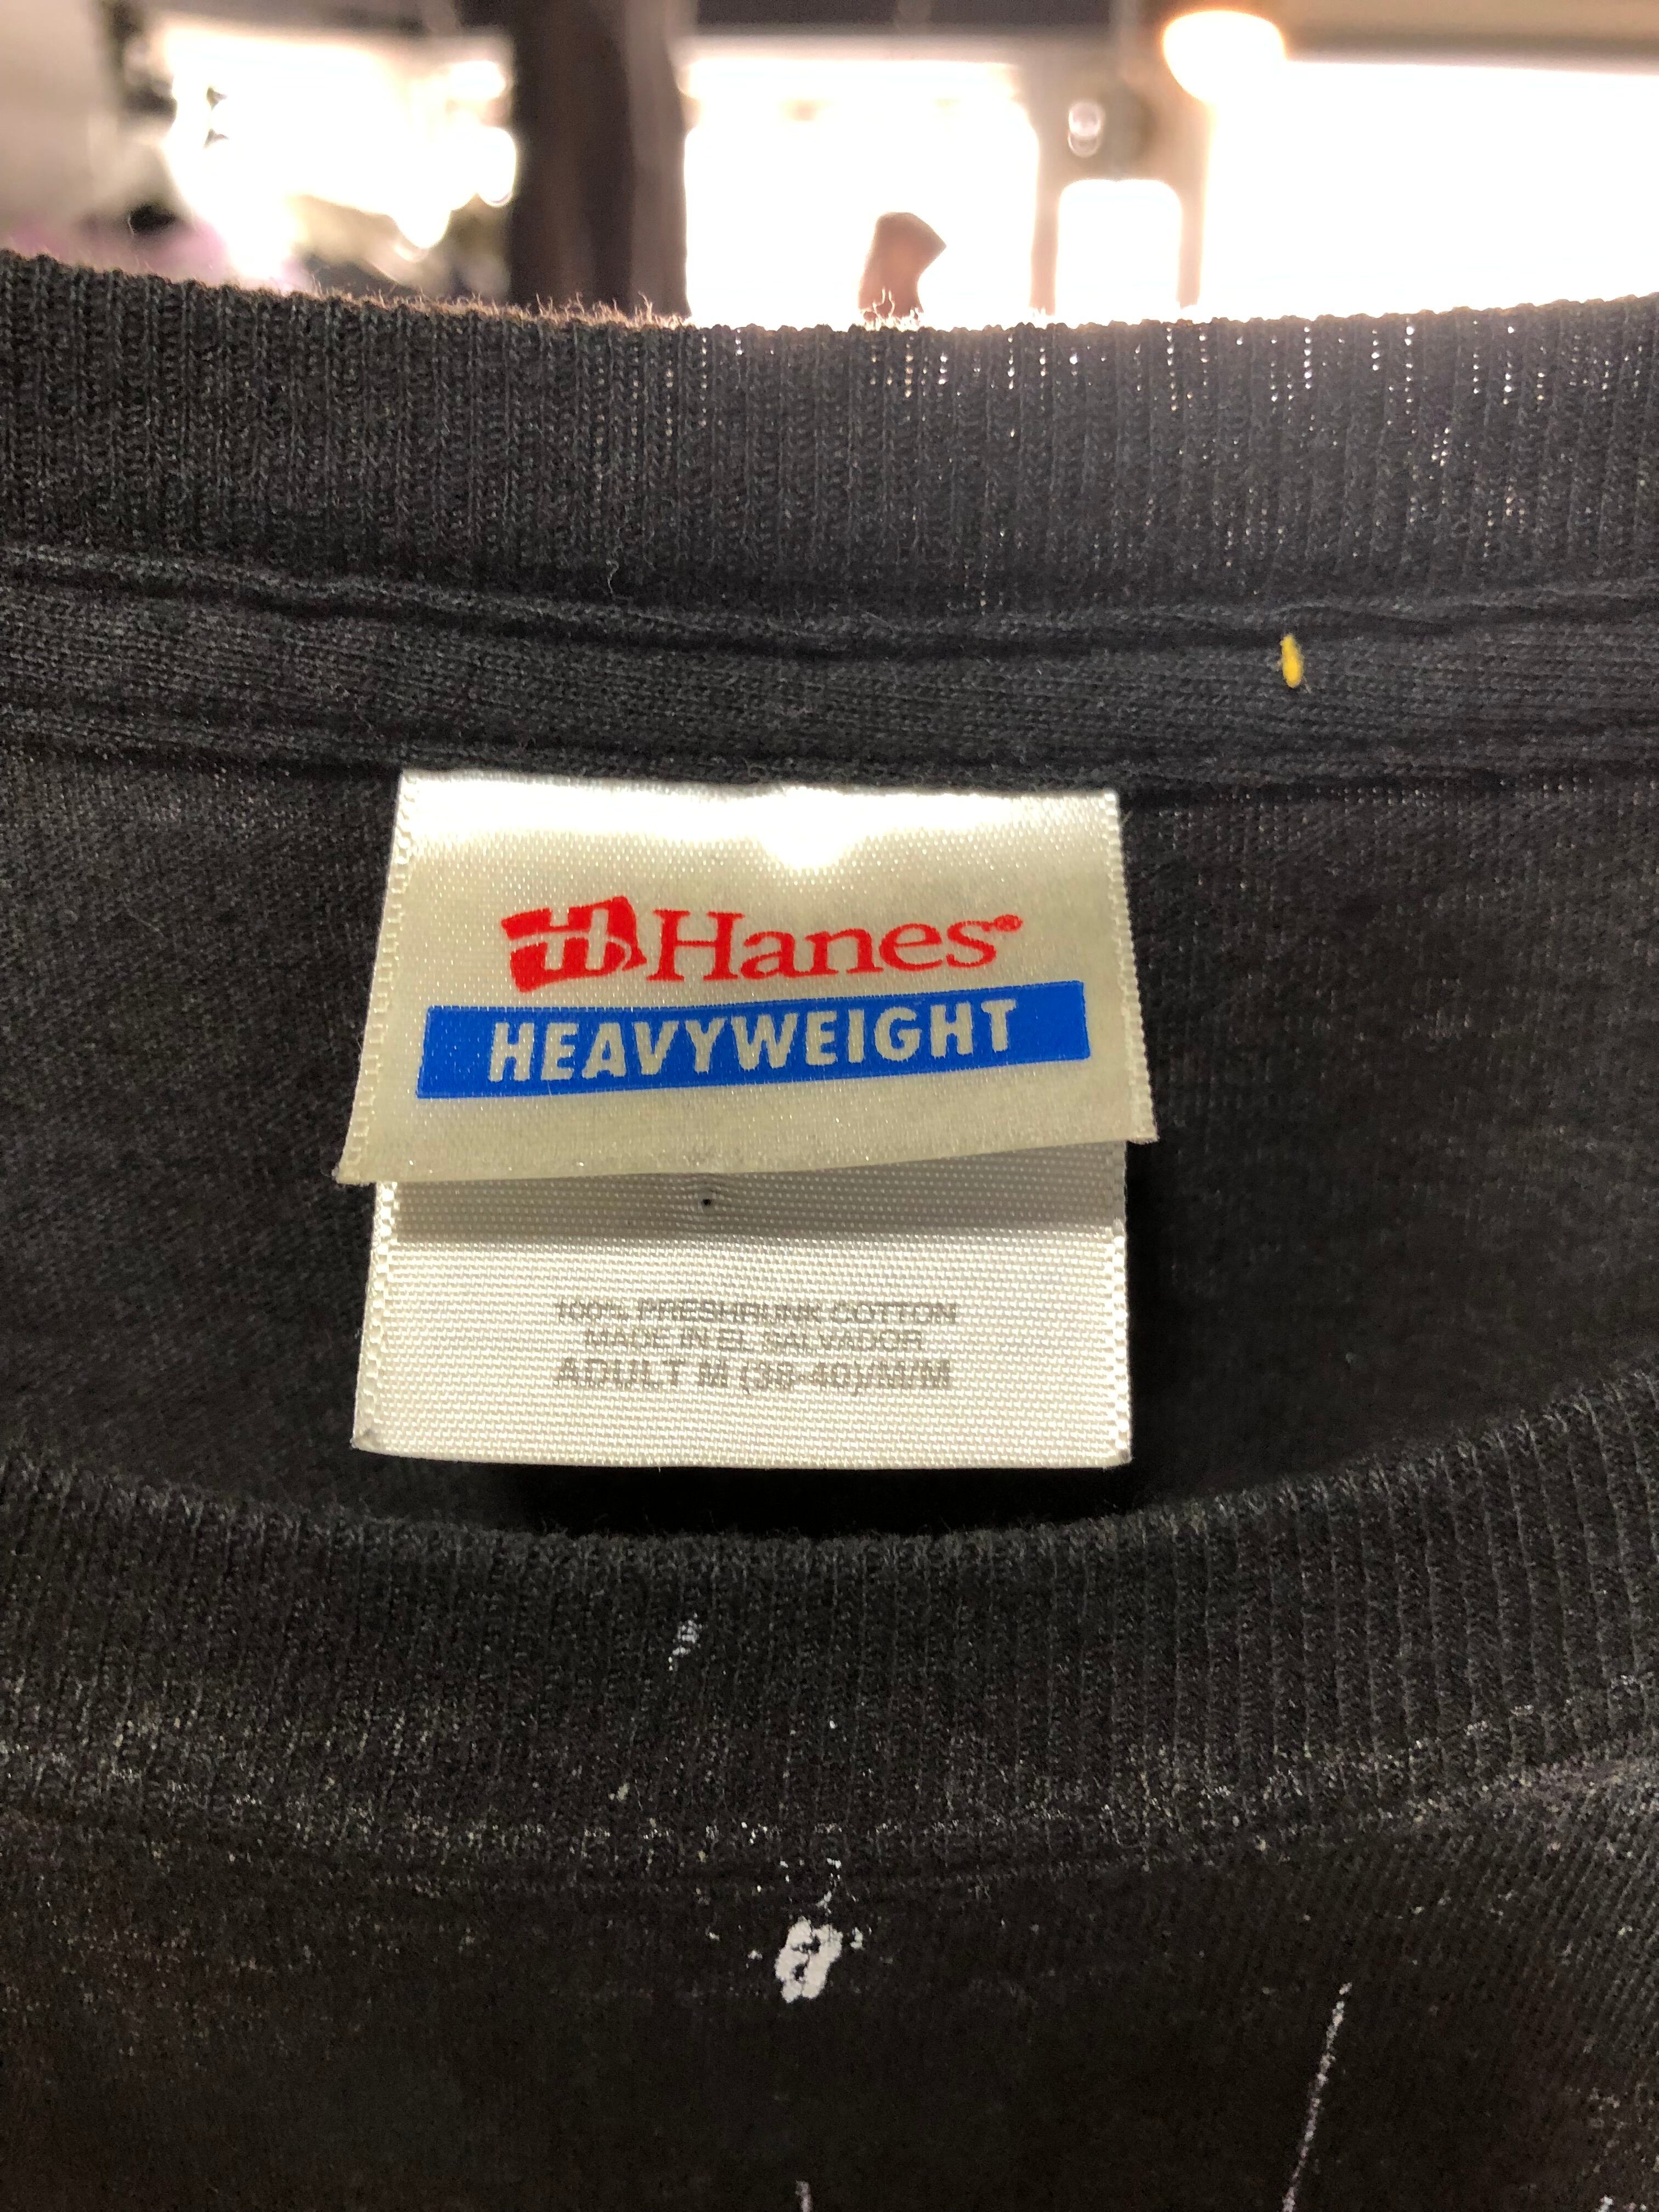 Hanes®
HEAVYWEIGHT
100% PRESHRUNK COTTON
MADE IN EL SALVADOR
ADULT M (38-40)/M/M